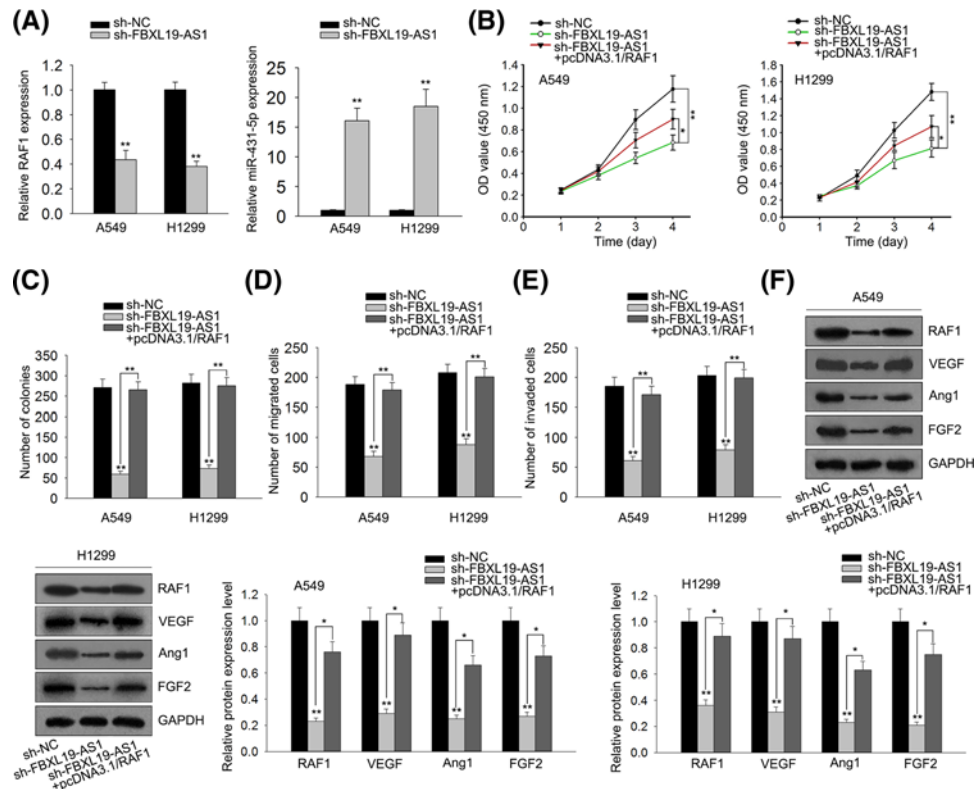 (A)
sh-NC
sh-FBXL19-AS1
Relative RAF1 expression
1.2
1.0
0.8
0.6
0.4
0.2
0.0
**
**
A549
H1299
sh-NC
sh-FBXL19-AS1
Relative miR-431-5p expression
25
20
15
10
5
0
**
**
A549
H1299
(B)
sh-NC
sh-FBXL19-AS1
sh-FBXL19-AS1
+pcDNA3.1/RAF1
A549
OD value (450 nm)
1.4
1.2
1.0
0.8
0.6
0.4
0.2
0.0
*
**
0 1 2 3 4
Time (day)
sh-NC
sh-FBXL19-AS1
sh-FBXL19-AS1
+pcDNA3.1/RAF1
H1299
OD value (450 nm)
1.8
1.6
1.4
1.2
1.0
0.8
0.6
0.4
0.2
0.0
*
**
0 1 2 3 4
Time (day)
(C)
sh-NC
sh-FBXL19-AS1
sh-FBXL19-AS1
+pcDNA3.1/RAF1
Number of colonies
350
300
250
200
150
100
50
0
**
**
**
**
A549
H1299
(D)
sh-NC
sh-FBXL19-AS1
sh-FBXL19-AS1
+pcDNA3.1/RAF1
Number of migrated cells
250
200
150
100
50
0
**
**
**
**
A549
H1299
(E)
sh-NC
sh-FBXL19-AS1
sh-FBXL19-AS1
+pcDNA3.1/RAF1
Number of invaded cells
250
200
150
100
50
0
**
**
**
**
A549
H1299
(F)
A549
RAF1
VEGF
Ang1
FGF2
GAPDH
sh-NC
sh-FBXL19-AS1
sh-FBXL19-AS1
+pcDNA3.1/RAF1
H1299
RAF1
VEGF
Ang1
FGF2
GAPDH
sh-NC
sh-FBXL19-AS1
sh-FBXL19-AS1
+pcDNA3.1/RAF1
sh-NC
sh-FBXL19-AS1
sh-FBXL19-AS1
+pcDNA3.1/RAF1
A549
Relative protein expression level
1.2
1.0
0.8
0.6
0.4
0.2
0.0
*
*
*
*
**
**
**
**
RAF1
VEGF
Ang1
FGF2
sh-NC
sh-FBXL19-AS1
sh-FBXL19-AS1
+pcDNA3.1/RAF1
H1299
Relative protein expression level
1.2
1.0
0.8
0.6
0.4
0.2
0.0
*
*
*
*
**
**
**
**
RAF1
VEGF
Ang1
FGF2